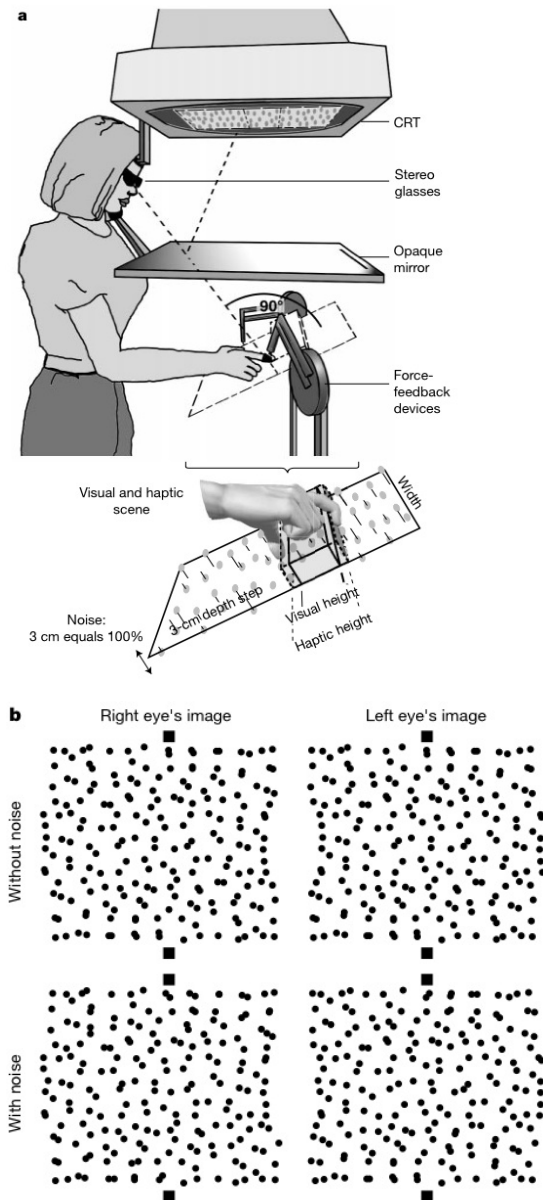 a
CRT
Stereo
glasses
Opaque
mirror
90°
Force-
feedback
devices
Visual and haptic
scene
Width
3-cm depth step
Visual height
Haptic height
Noise:
3 cm equals 100%
b
Right eye's image
Left eye's image
Without noise
With noise